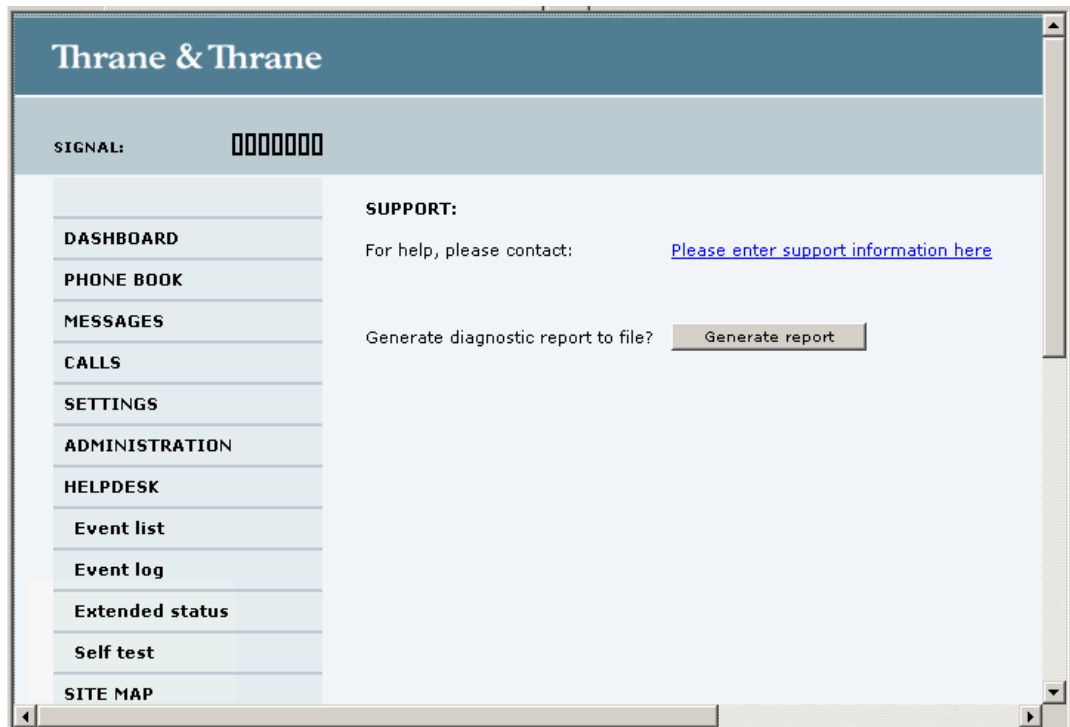 Thrane & Thrane
SIGNAL:
SUPPORT:
For help, please contact: Please enter support information here
Generate diagnostic report to file? Generate report
DASHBOARD
PHONE BOOK
MESSAGES
CALLS
SETTINGS
ADMINISTRATION
HELPDESK
Event list
Event log
Extended status
Self test
SITE MAP